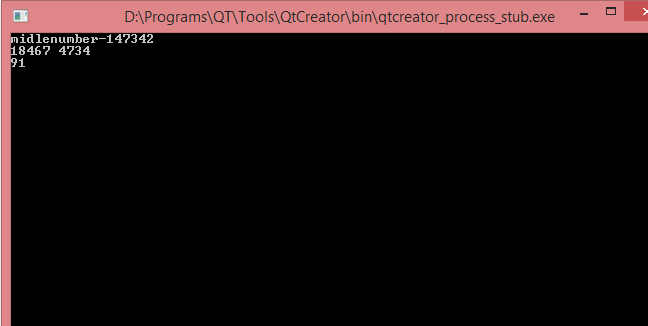 D:\Programs\QT\Tools\QtCreator\bin\qtcreator_process_stub.exe
midlenumber-147342
18467 4734
91